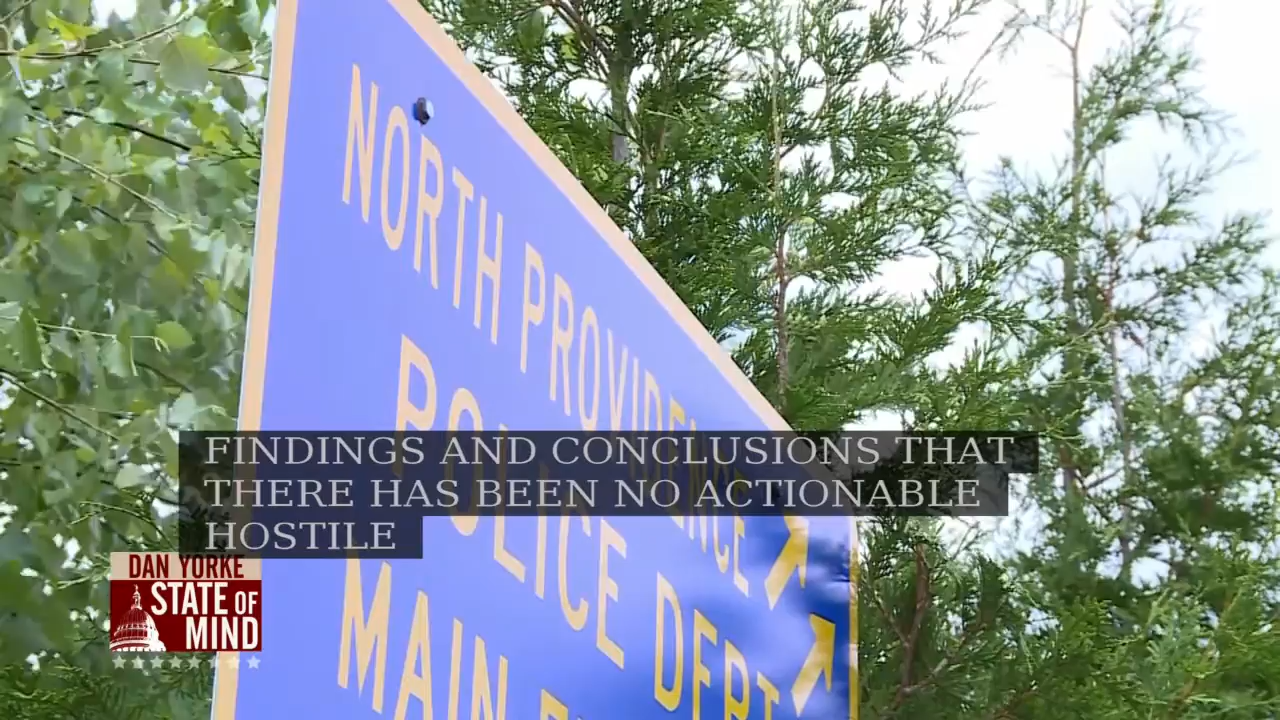 NORTH PROVIDENCE
POLICE DEPT
MAIN
FINDINGS AND CONCLUSIONS THAT
THERE HAS BEEN NO ACTIONABLE
HOSTILE
DAN YORKE
STATE OF
MIND